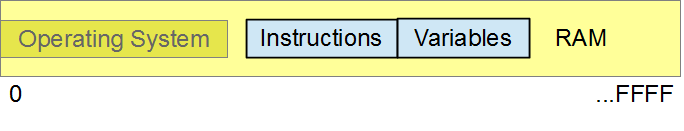 Operating System Instructions Variables RAM
0 ...FFFF